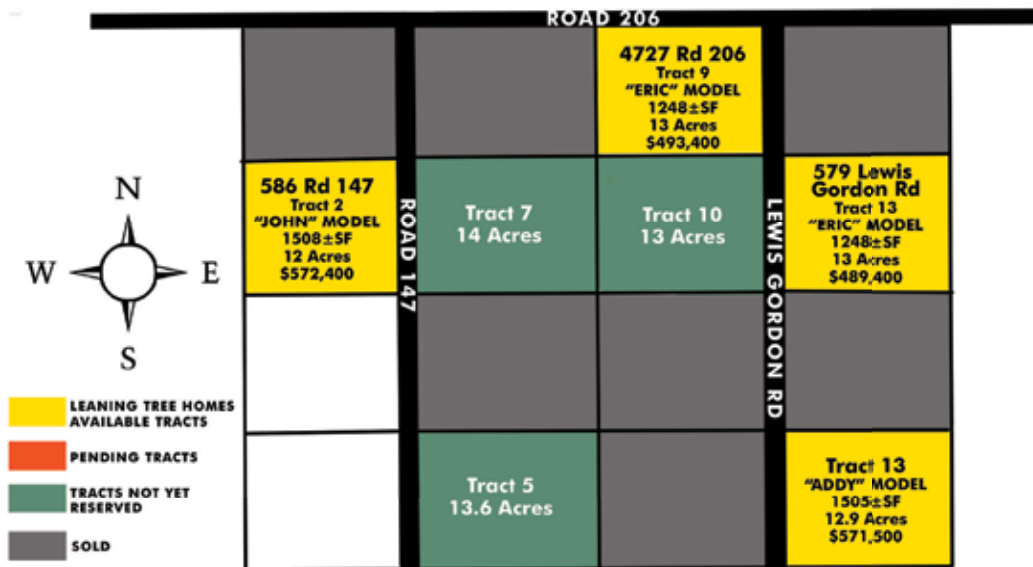 ROAD 206
4727 Rd 206
Tract 9
"ERIC" MODEL
1248±SF
13 Acres
$493,400
586 Rd 147
Tract 2
"JOHN" MODEL
1508±SF
12 Acres
$572,400
ROAD 147
Tract 7
14 Acres
Tract 10
13 Acres
LEWIS GORDON RD
579 Lewis
Gordon Rd
Tract 13
"ERIC" MODEL
1248±SF
13 Acres
$489,400
N
W
E
S
LEANING TREE HOMES
AVAILABLE TRACTS
PENDING TRACTS
TRACTS NOT YET
RESERVED
SOLD
Tract 5
13.6 Acres
Tract 13
"ADDY" MODEL
1505±SF
12.9 Acres
$571,500